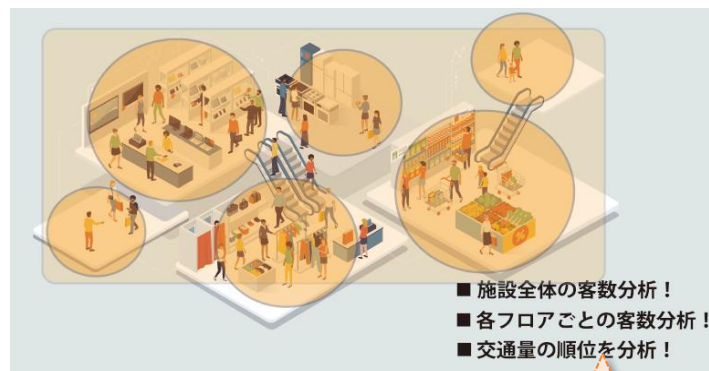 ■ 施設全体の客数分析！
■ 各フロアごとの客数分析！
■ 交通量の順位を分析！